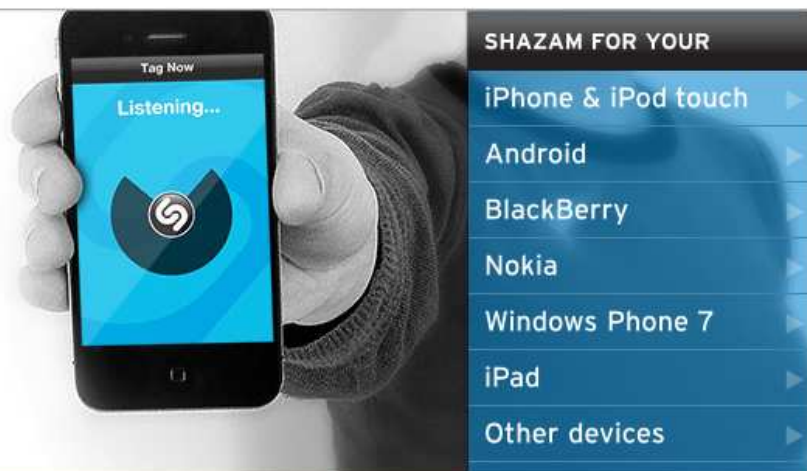 Tag Now
Listening...
SHAZAM FOR YOUR
iPhone & iPod touch
Android
BlackBerry
Nokia
Windows Phone 7
iPad
Other devices